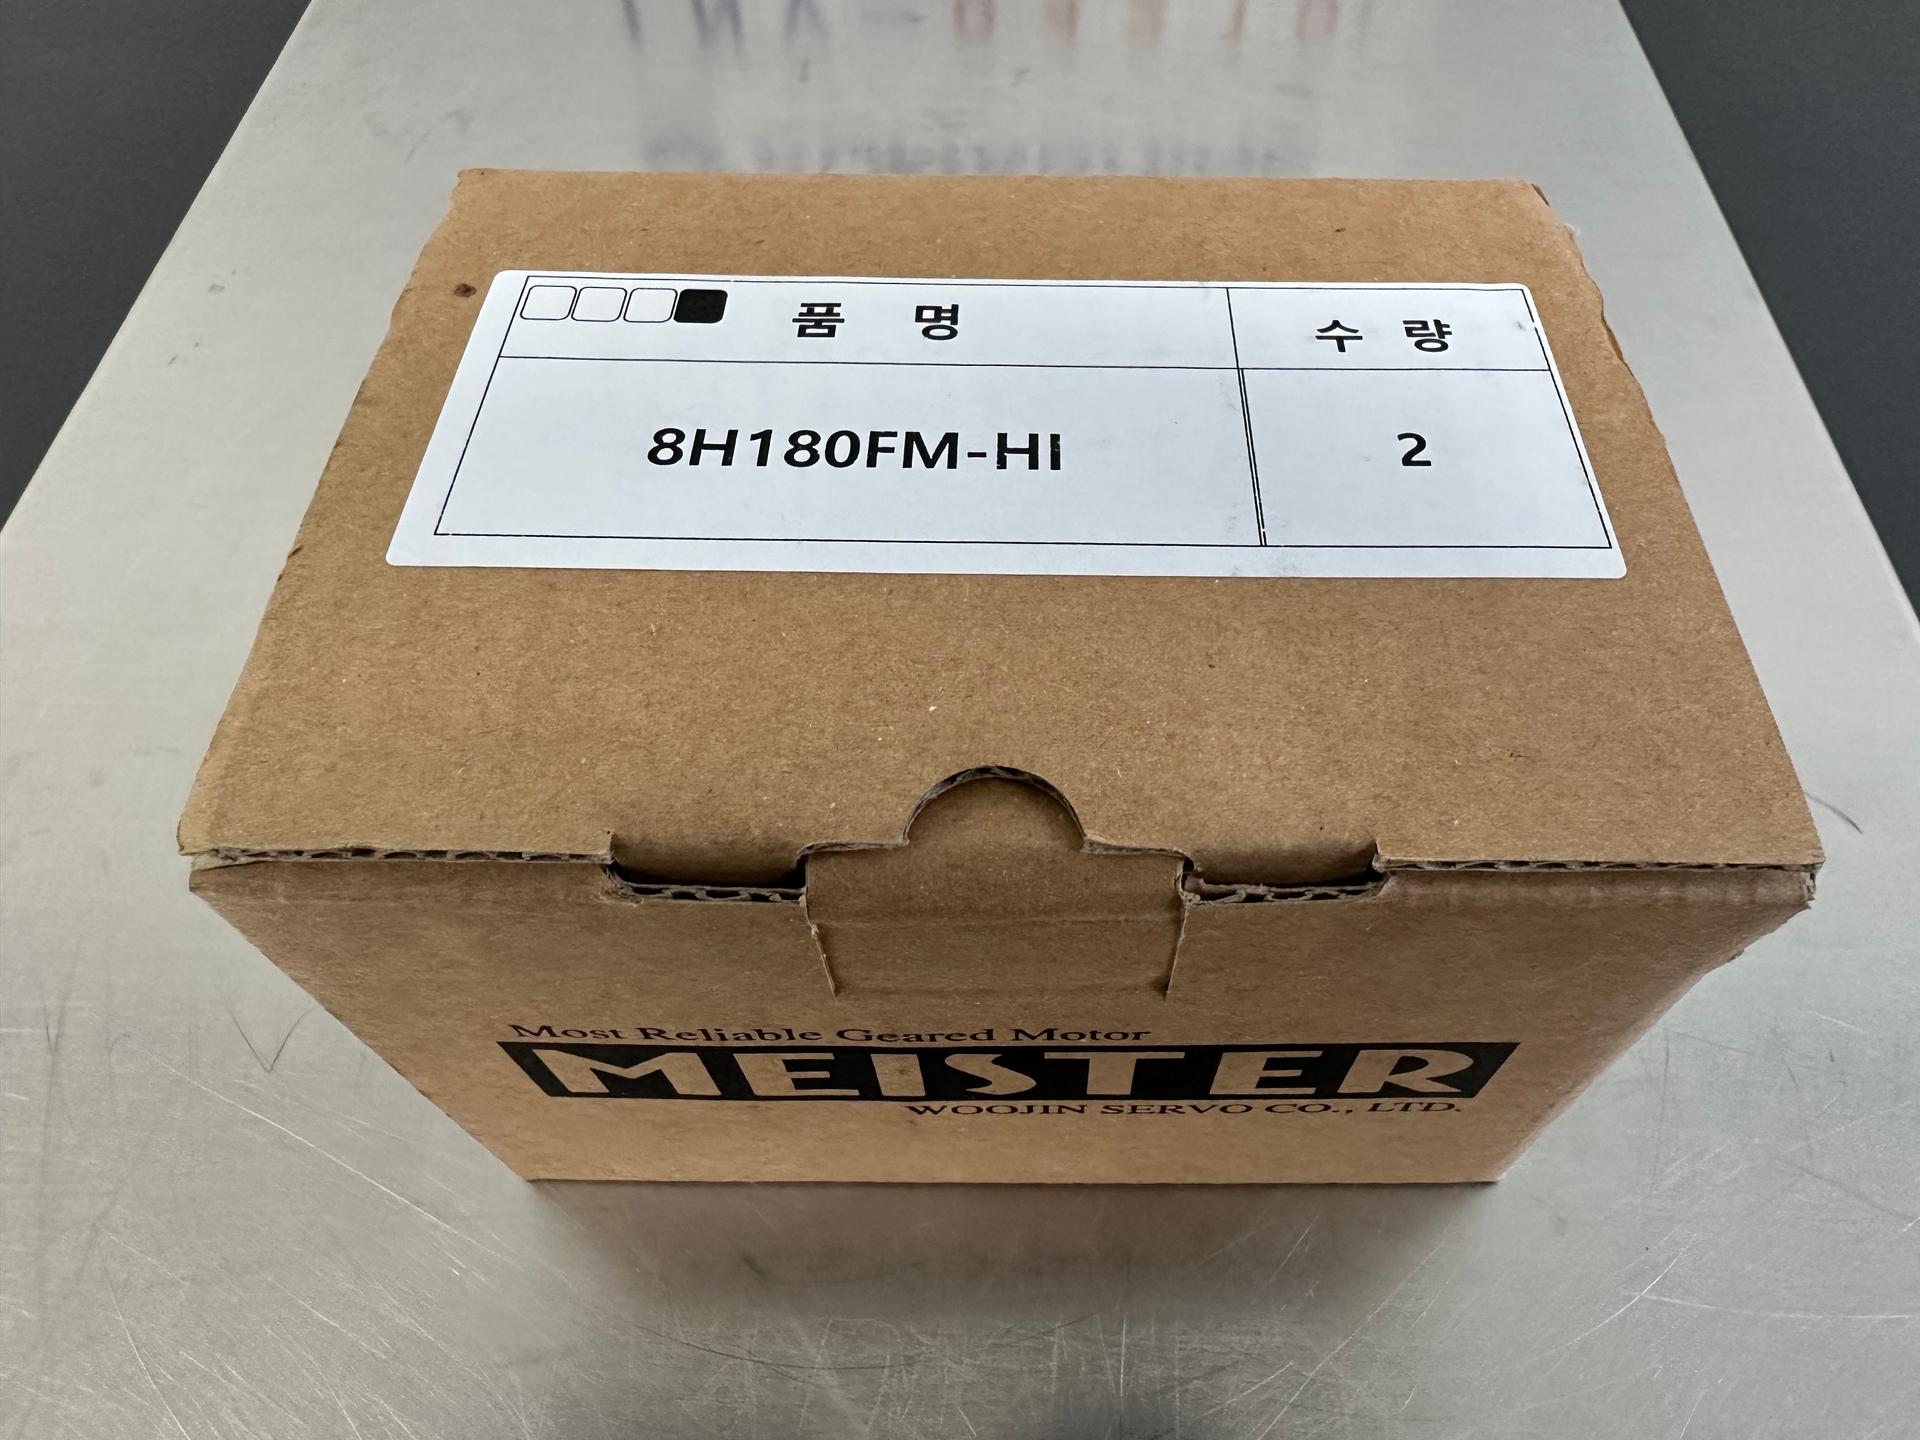 품 명 수 량
8H180FM-HI 2
Most Reliable Geared Motor
MEISTER
WOOJIN SERVO CO., LTD.